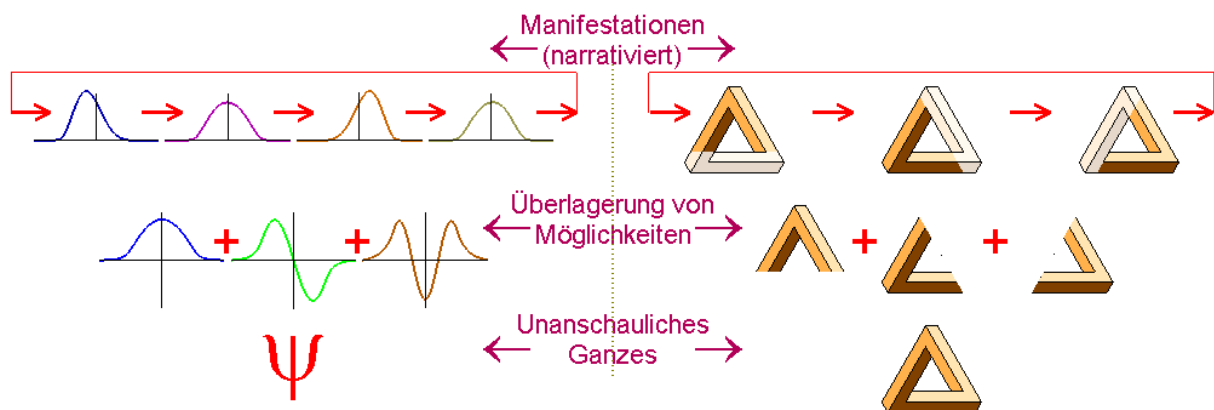 Manifestationen
(narrativiert)
+
+
Überlagerung von
Möglichkeiten
+
+
ψ
Unanschauliches
Ganzes